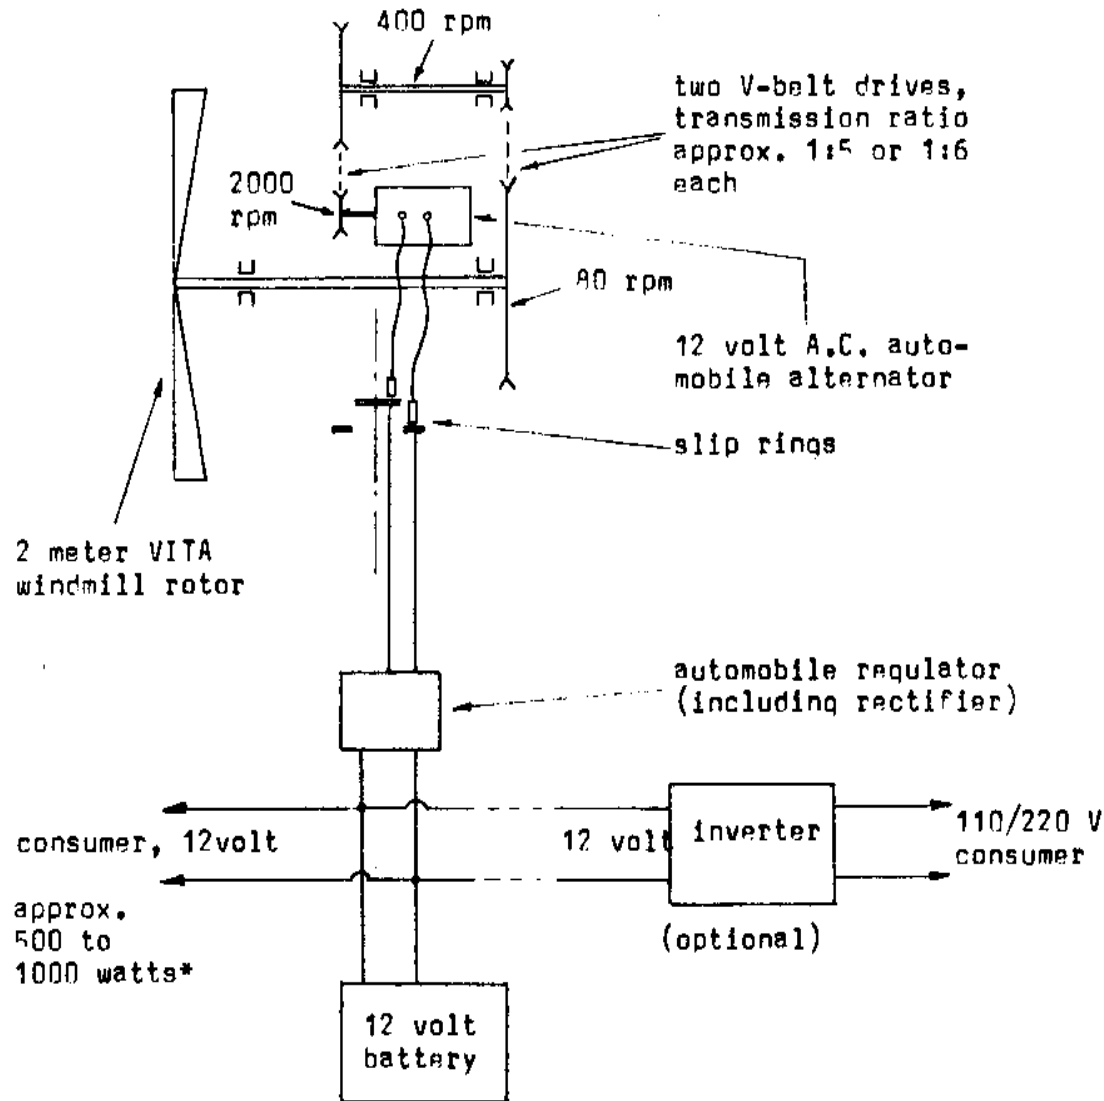 400 rpm
two V-belt drives,
transmission ratio
approx. 1:5 or 1:6
each
2000
rpm
80 rpm
12 volt A.C. auto-
mobile alternator
slip rings
2 meter VITA
windmill rotor
automobile regulator
(including rectifier)
consumer, 12volt
12 volt
inverter
110/220 V
consumer
approx.
500 to
1000 watts*
(optional)
12 volt
battery